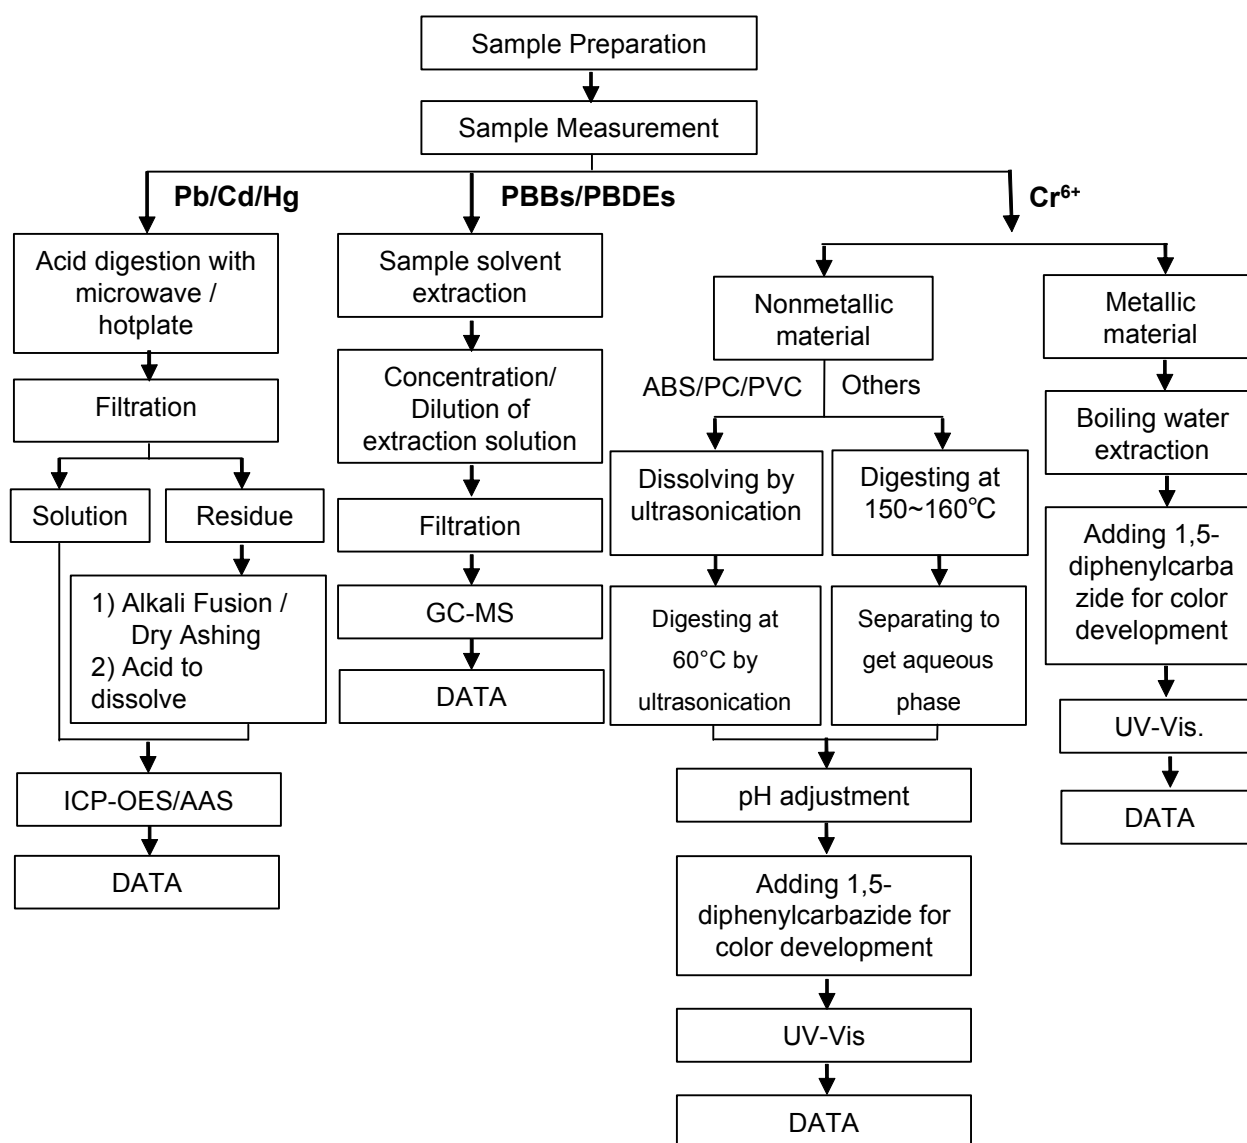 Sample Preparation
Sample Measurement
Pb/Cd/Hg
PBBs/PBDEs
Cr⁶⁺
Acid digestion with
microwave /
hotplate
Filtration
Solution
Residue
1) Alkali Fusion /
Dry Ashing
2) Acid to
dissolve
ICP-OES/AAS
DATA
Sample solvent
extraction
Concentration/
Dilution of
extraction solution
Filtration
GC-MS
DATA
Nonmetallic
material
ABS/PC/PVC
Others
Dissolving by
ultrasonication
Digesting at
60°C by
ultrasonication
Digesting at
150~160℃
Separating to
get aqueous
phase
pH adjustment
Adding 1,5-
diphenylcarbazide for
color development
UV-Vis
DATA
Metallic
material
Boiling water
extraction
Adding 1,5-
diphenylcarba
zide for color
development
UV-Vis.
DATA